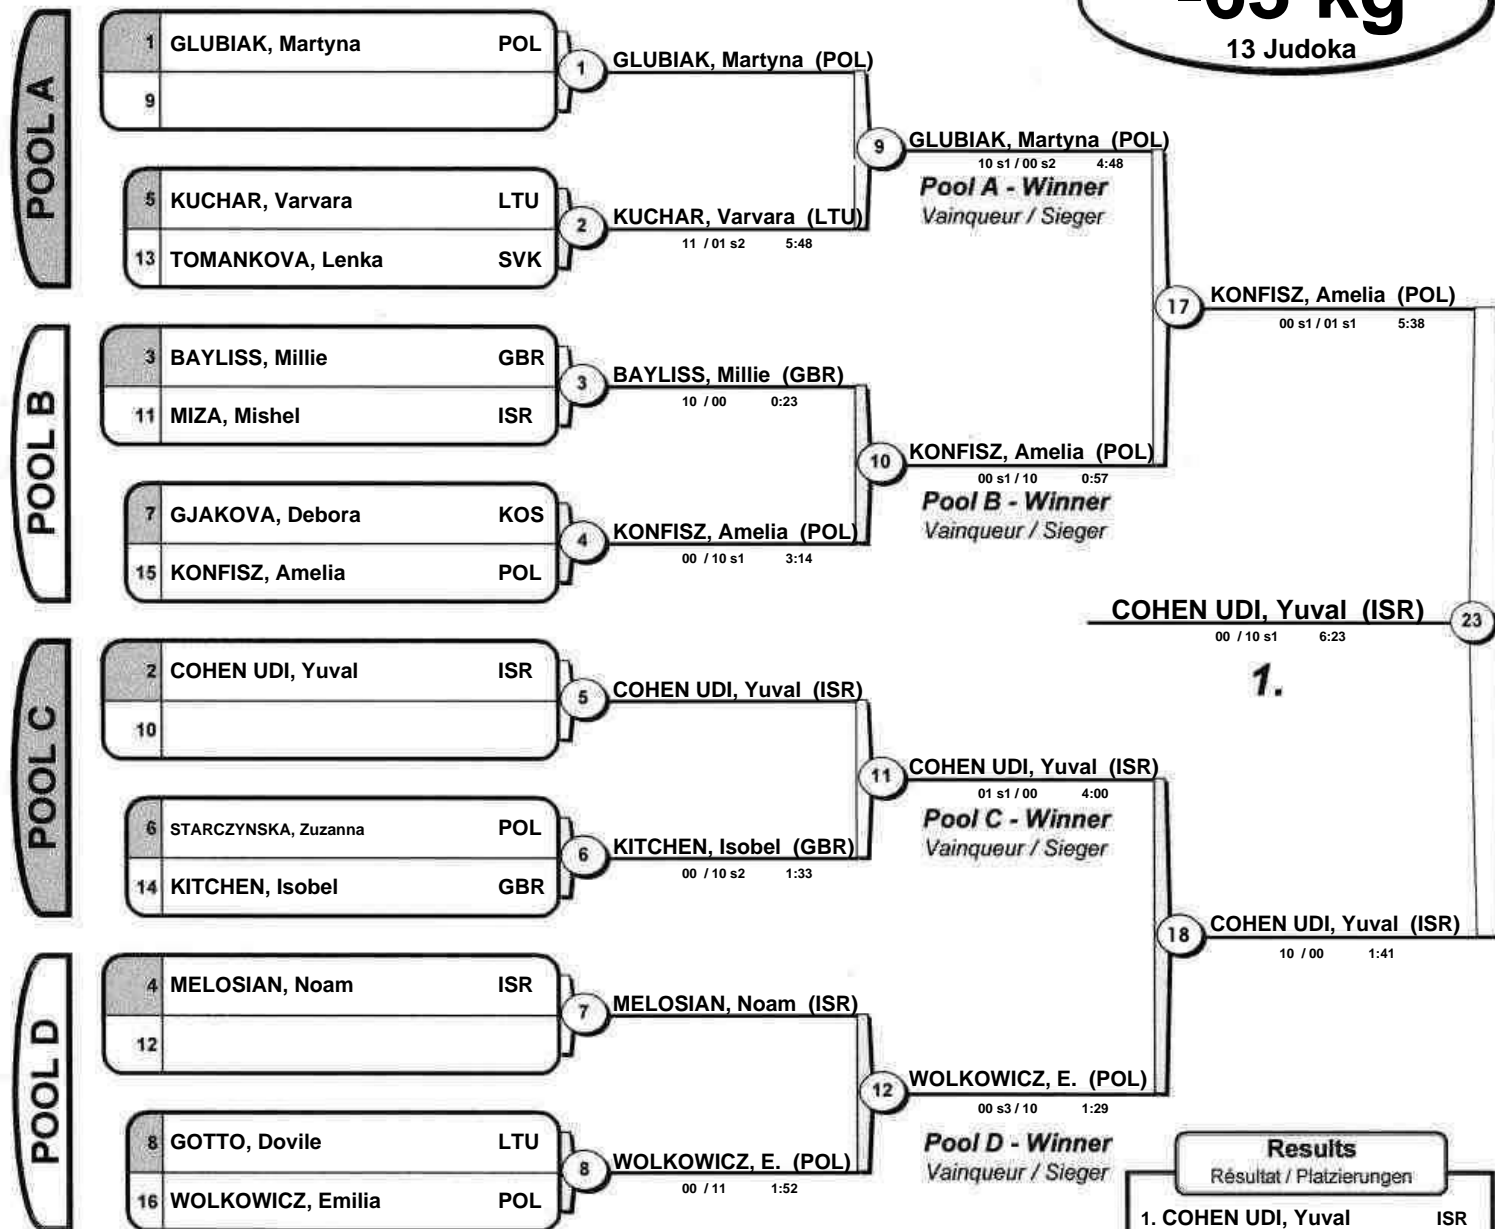 -63 kg
13 Judoka
POOL A
1 GLUBIAK, Martyna POL
9
1
GLUBIAK, Martyna (POL)
5 KUCHAR, Varvara LTU
13 TOMANKOVA, Lenka SVK
2
KUCHAR, Varvara (LTU)
11 / 01 s2 5:48
9
GLUBIAK, Martyna (POL)
10 s1 / 00 s2 4:48
Pool A - Winner
Vainqueur / Sieger
POOL B
3 BAYLISS, Millie GBR
11 MIZA, Mishel ISR
3
BAYLISS, Millie (GBR)
10 / 00 0:23
7 GJAKOVA, Debora KOS
15 KONFISZ, Amelia POL
4
KONFISZ, Amelia (POL)
00 / 10 s1 3:14
10
KONFISZ, Amelia (POL)
00 s1 / 10 0:57
Pool B - Winner
Vainqueur / Sieger
17
KONFISZ, Amelia (POL)
00 s1 / 01 s1 5:38
COHEN UDI, Yuval (ISR)
23
00 / 10 s1 6:23
1.
POOL C
2 COHEN UDI, Yuval ISR
10
5
COHEN UDI, Yuval (ISR)
6 STARCZYNSKA, Zuzanna POL
14 KITCHEN, Isobel GBR
6
KITCHEN, Isobel (GBR)
00 / 10 s2 1:33
11
COHEN UDI, Yuval (ISR)
01 s1 / 00 4:00
Pool C - Winner
Vainqueur / Sieger
POOL D
4 MELOSIAN, Noam ISR
12
7
MELOSIAN, Noam (ISR)
8 GOTTO, Dovile LTU
16 WOLKOWICZ, Emilia POL
8
WOLKOWICZ, E. (POL)
00 / 11 1:52
12
WOLKOWICZ, E. (POL)
00 s3 / 10 1:29
Pool D - Winner
Vainqueur / Sieger
18
COHEN UDI, Yuval (ISR)
10 / 00 1:41
Results
Résultat / Platzierungen
1. COHEN UDI, Yuval ISR